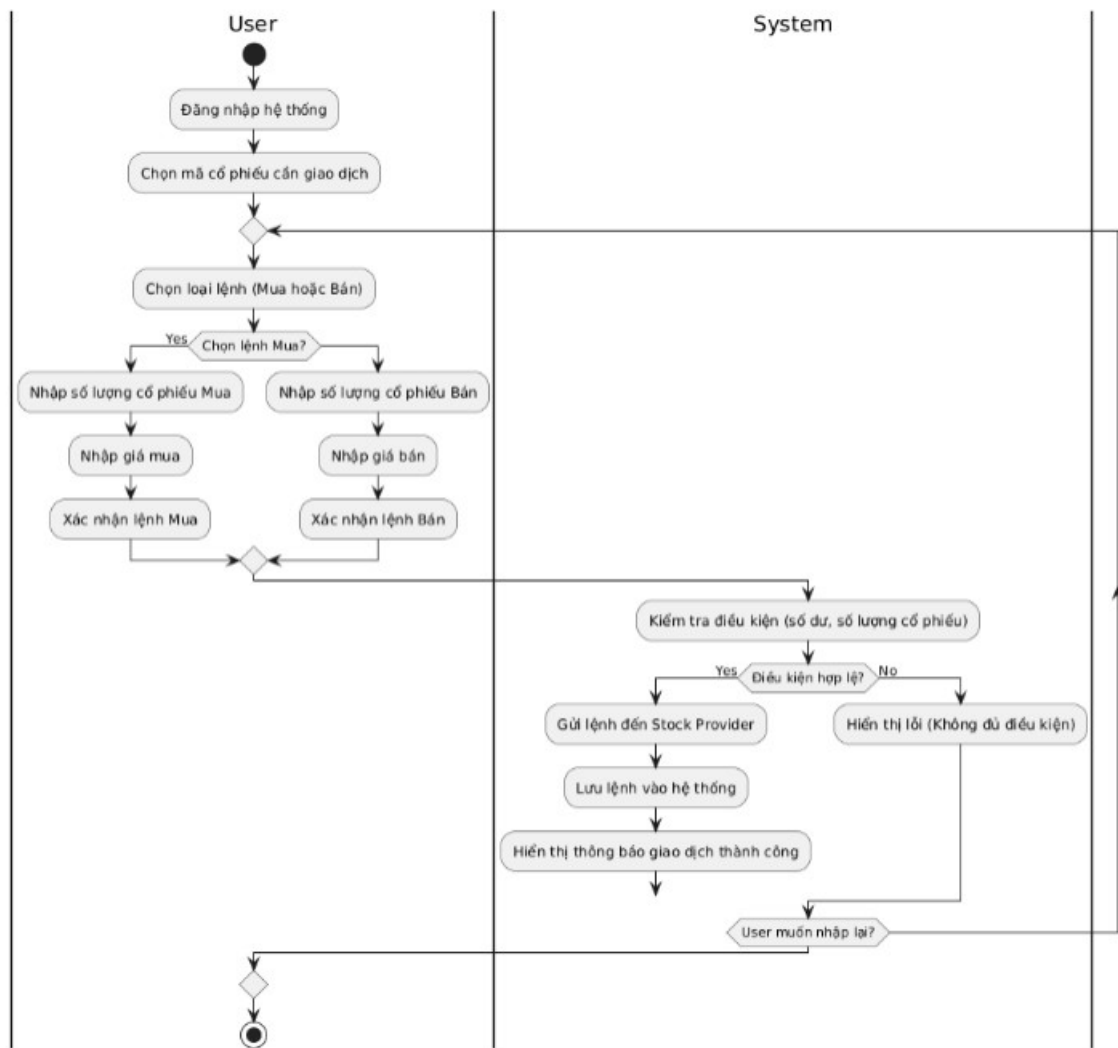 User
System
Đăng nhập hệ thống
Chọn mã cổ phiếu cần giao dịch
Chọn loại lệnh (Mua hoặc Bán)
Yes
Chọn lệnh Mua?
Nhập số lượng cổ phiếu Mua
Nhập số lượng cổ phiếu Bán
Nhập giá mua
Nhập giá bán
Xác nhận lệnh Mua
Xác nhận lệnh Bán
Kiểm tra điều kiện (số dư, số lượng cổ phiếu)
Yes
Điều kiện hợp lệ?
No
Gửi lệnh đến Stock Provider
Hiển thị lỗi (Không đủ điều kiện)
Lưu lệnh vào hệ thống
Hiển thị thông báo giao dịch thành công
User muốn nhập lại?